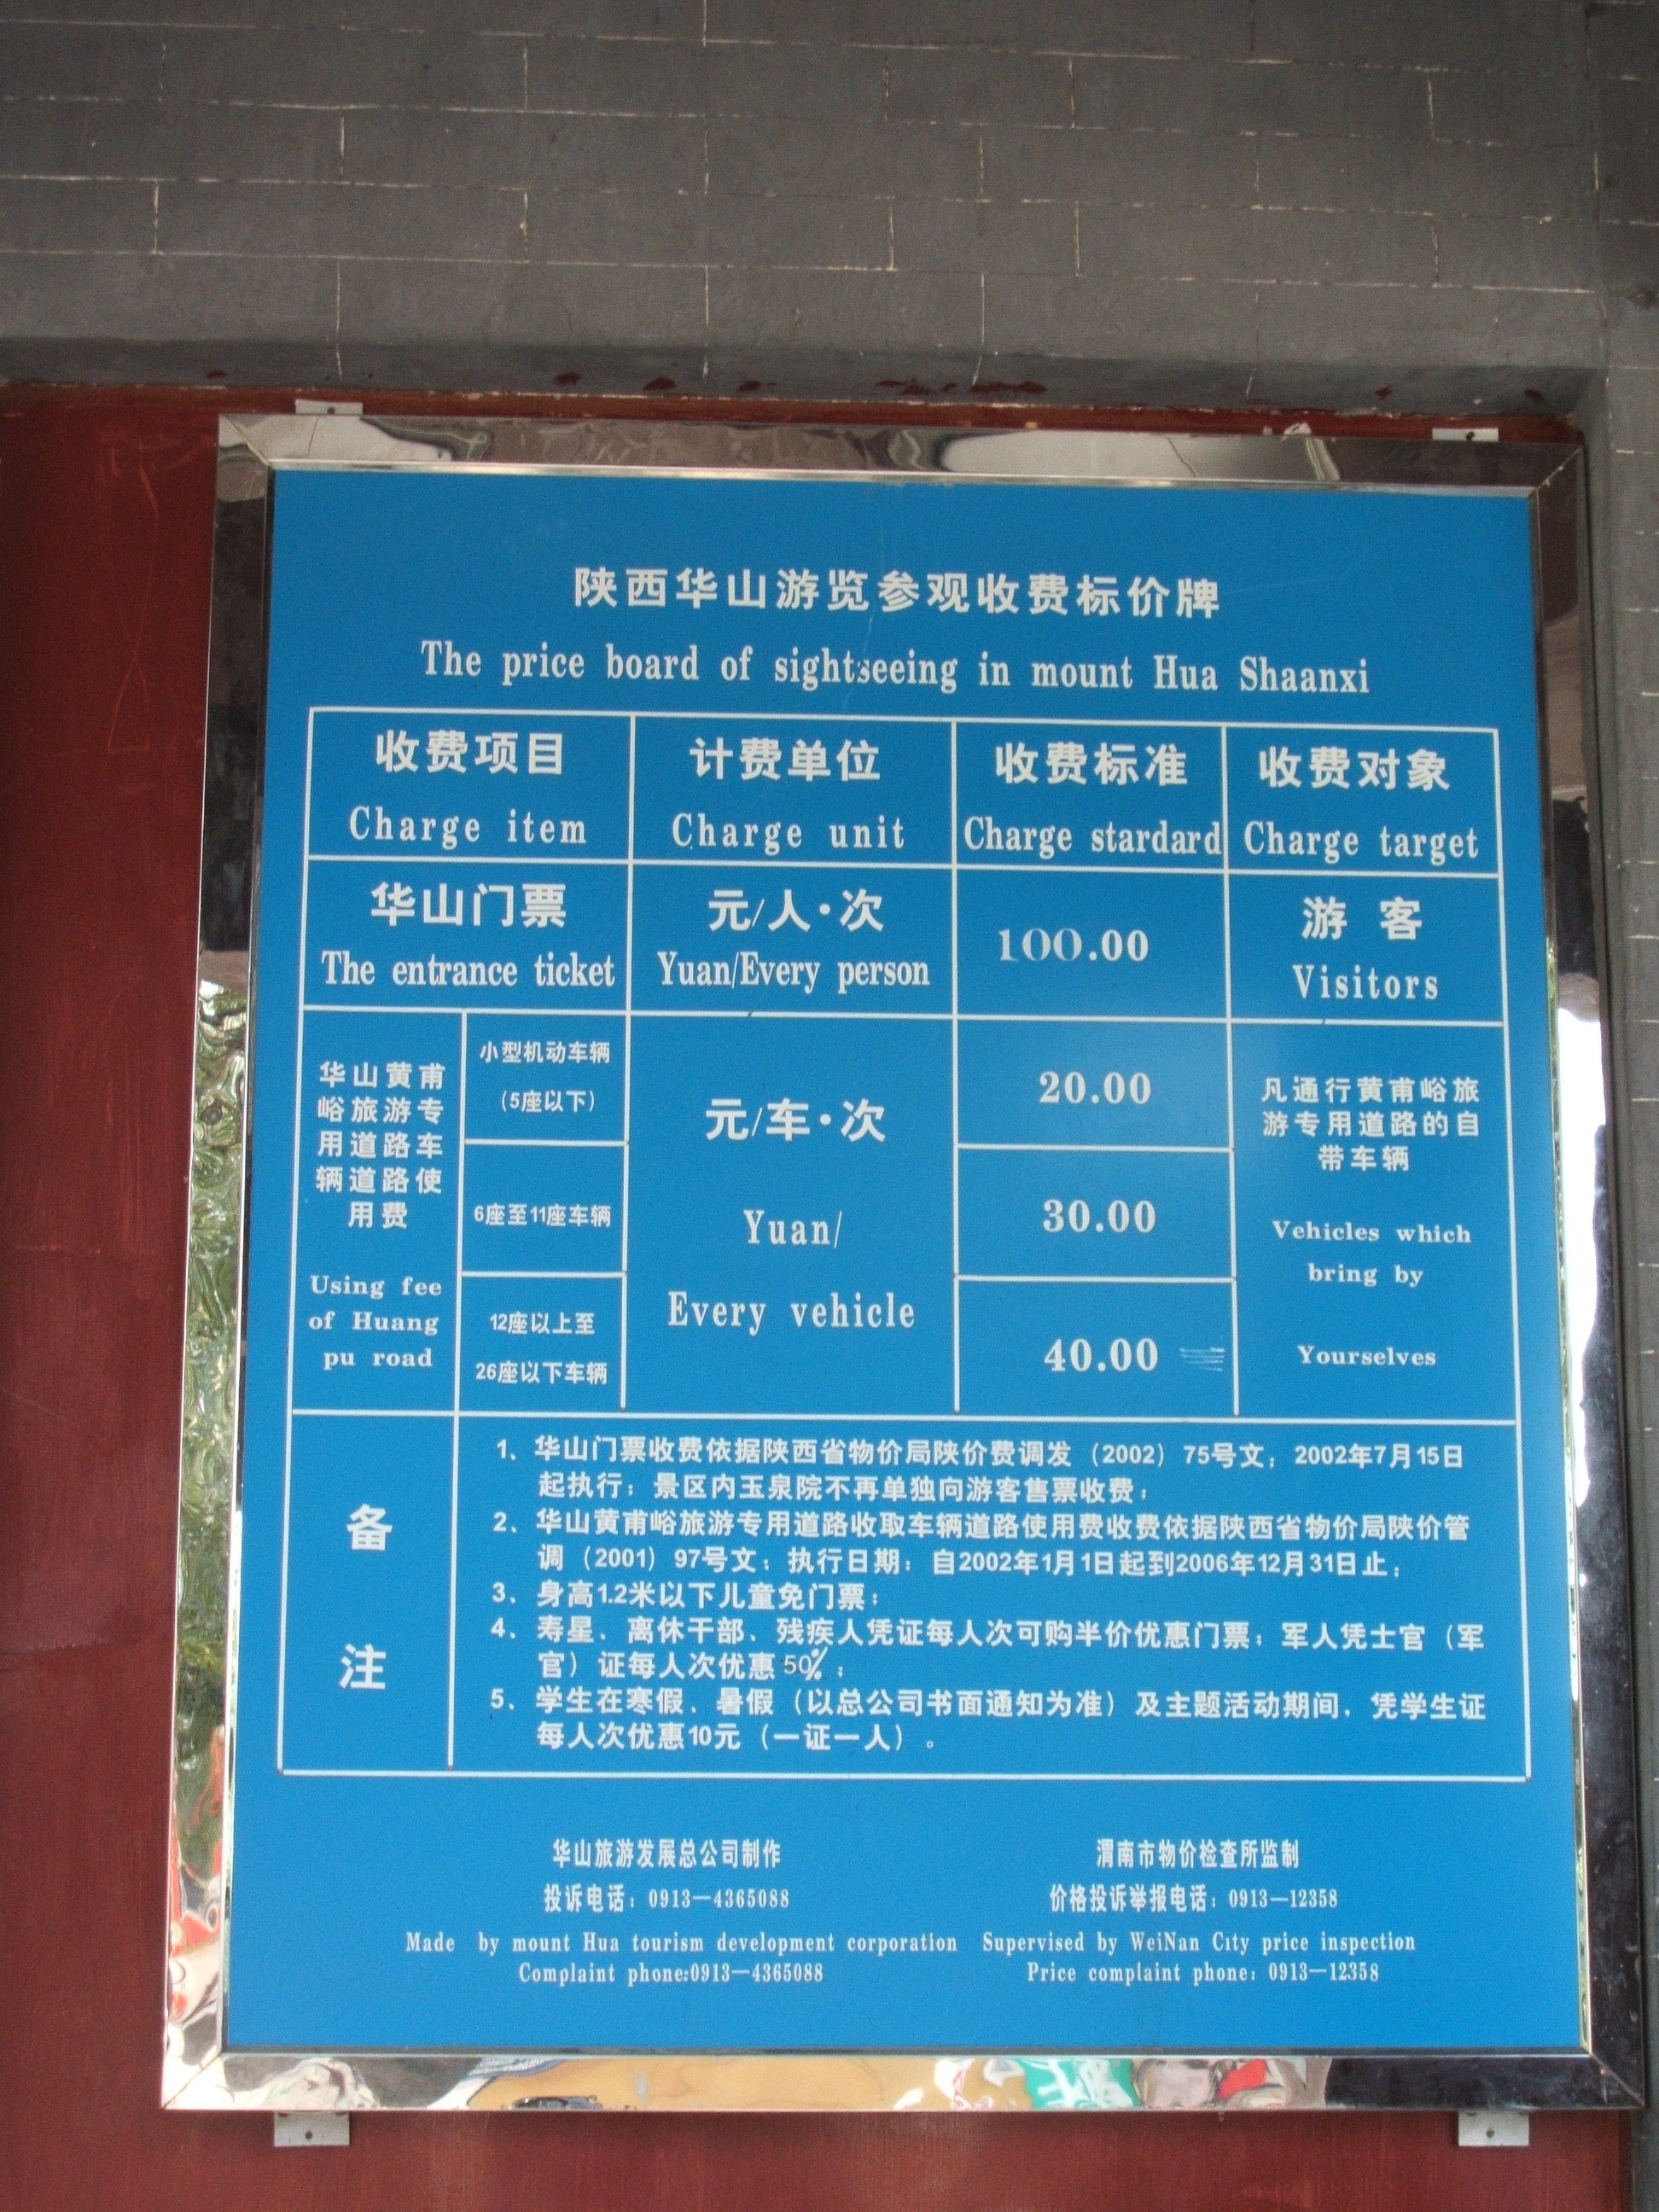 陕西华山游览参观收费标价牌
The price board of sightseeing in mount Hua Shaanxi
收费项目
Charge item
计费单位
Charge unit
收费标准
Charge stardard
收费对象
Charge target
华山门票
The entrance ticket
元/人·次
Yuan/Every person
100.00
游 客
Visitors
华山黄甫
峪旅游专
用道路车
辆道路使
用费
Using fee
of Huang
pu road
小型机动车辆
(5座以下)
6座至11座车辆
12座以上至
26座以下车辆
元/车·次
Yuan/
Every vehicle
20.00
30.00
40.00
凡通行黄甫峪旅
游专用道路的自
带车辆
Vehicles which
bring by
Yourselves
备
注
1、华山门票收费依据陕西省物价局陕价费调发（2002）75号文；2002年7月15日
起执行；景区内玉泉院不再单独向游客售票收费；
2、华山黄甫峪旅游专用道路收取车辆道路使用费收费依据陕西省物价局陕价管
调（2001）97号文；执行日期：自2002年1月1日起到2006年12月31日止；
3、身高1.2米以下儿童免门票；
4、寿星、离休干部、残疾人凭证每人次可购半价优惠门票；军人凭士官（军
官）证每人次优惠50%；
5、学生在寒假、暑假（以总公司书面通知为准）及主题活动期间，凭学生证
每人次优惠10元（一证一人）。
华山旅游发展总公司制作
投诉电话：0913—4365088
渭南市物价检查所监制
价格投诉举报电话：0913—12358
Made by mount Hua tourism development corporation
Complaint phone:0913—4365088
Supervised by WeiNan City price inspection
Price complaint phone: 0913—12358